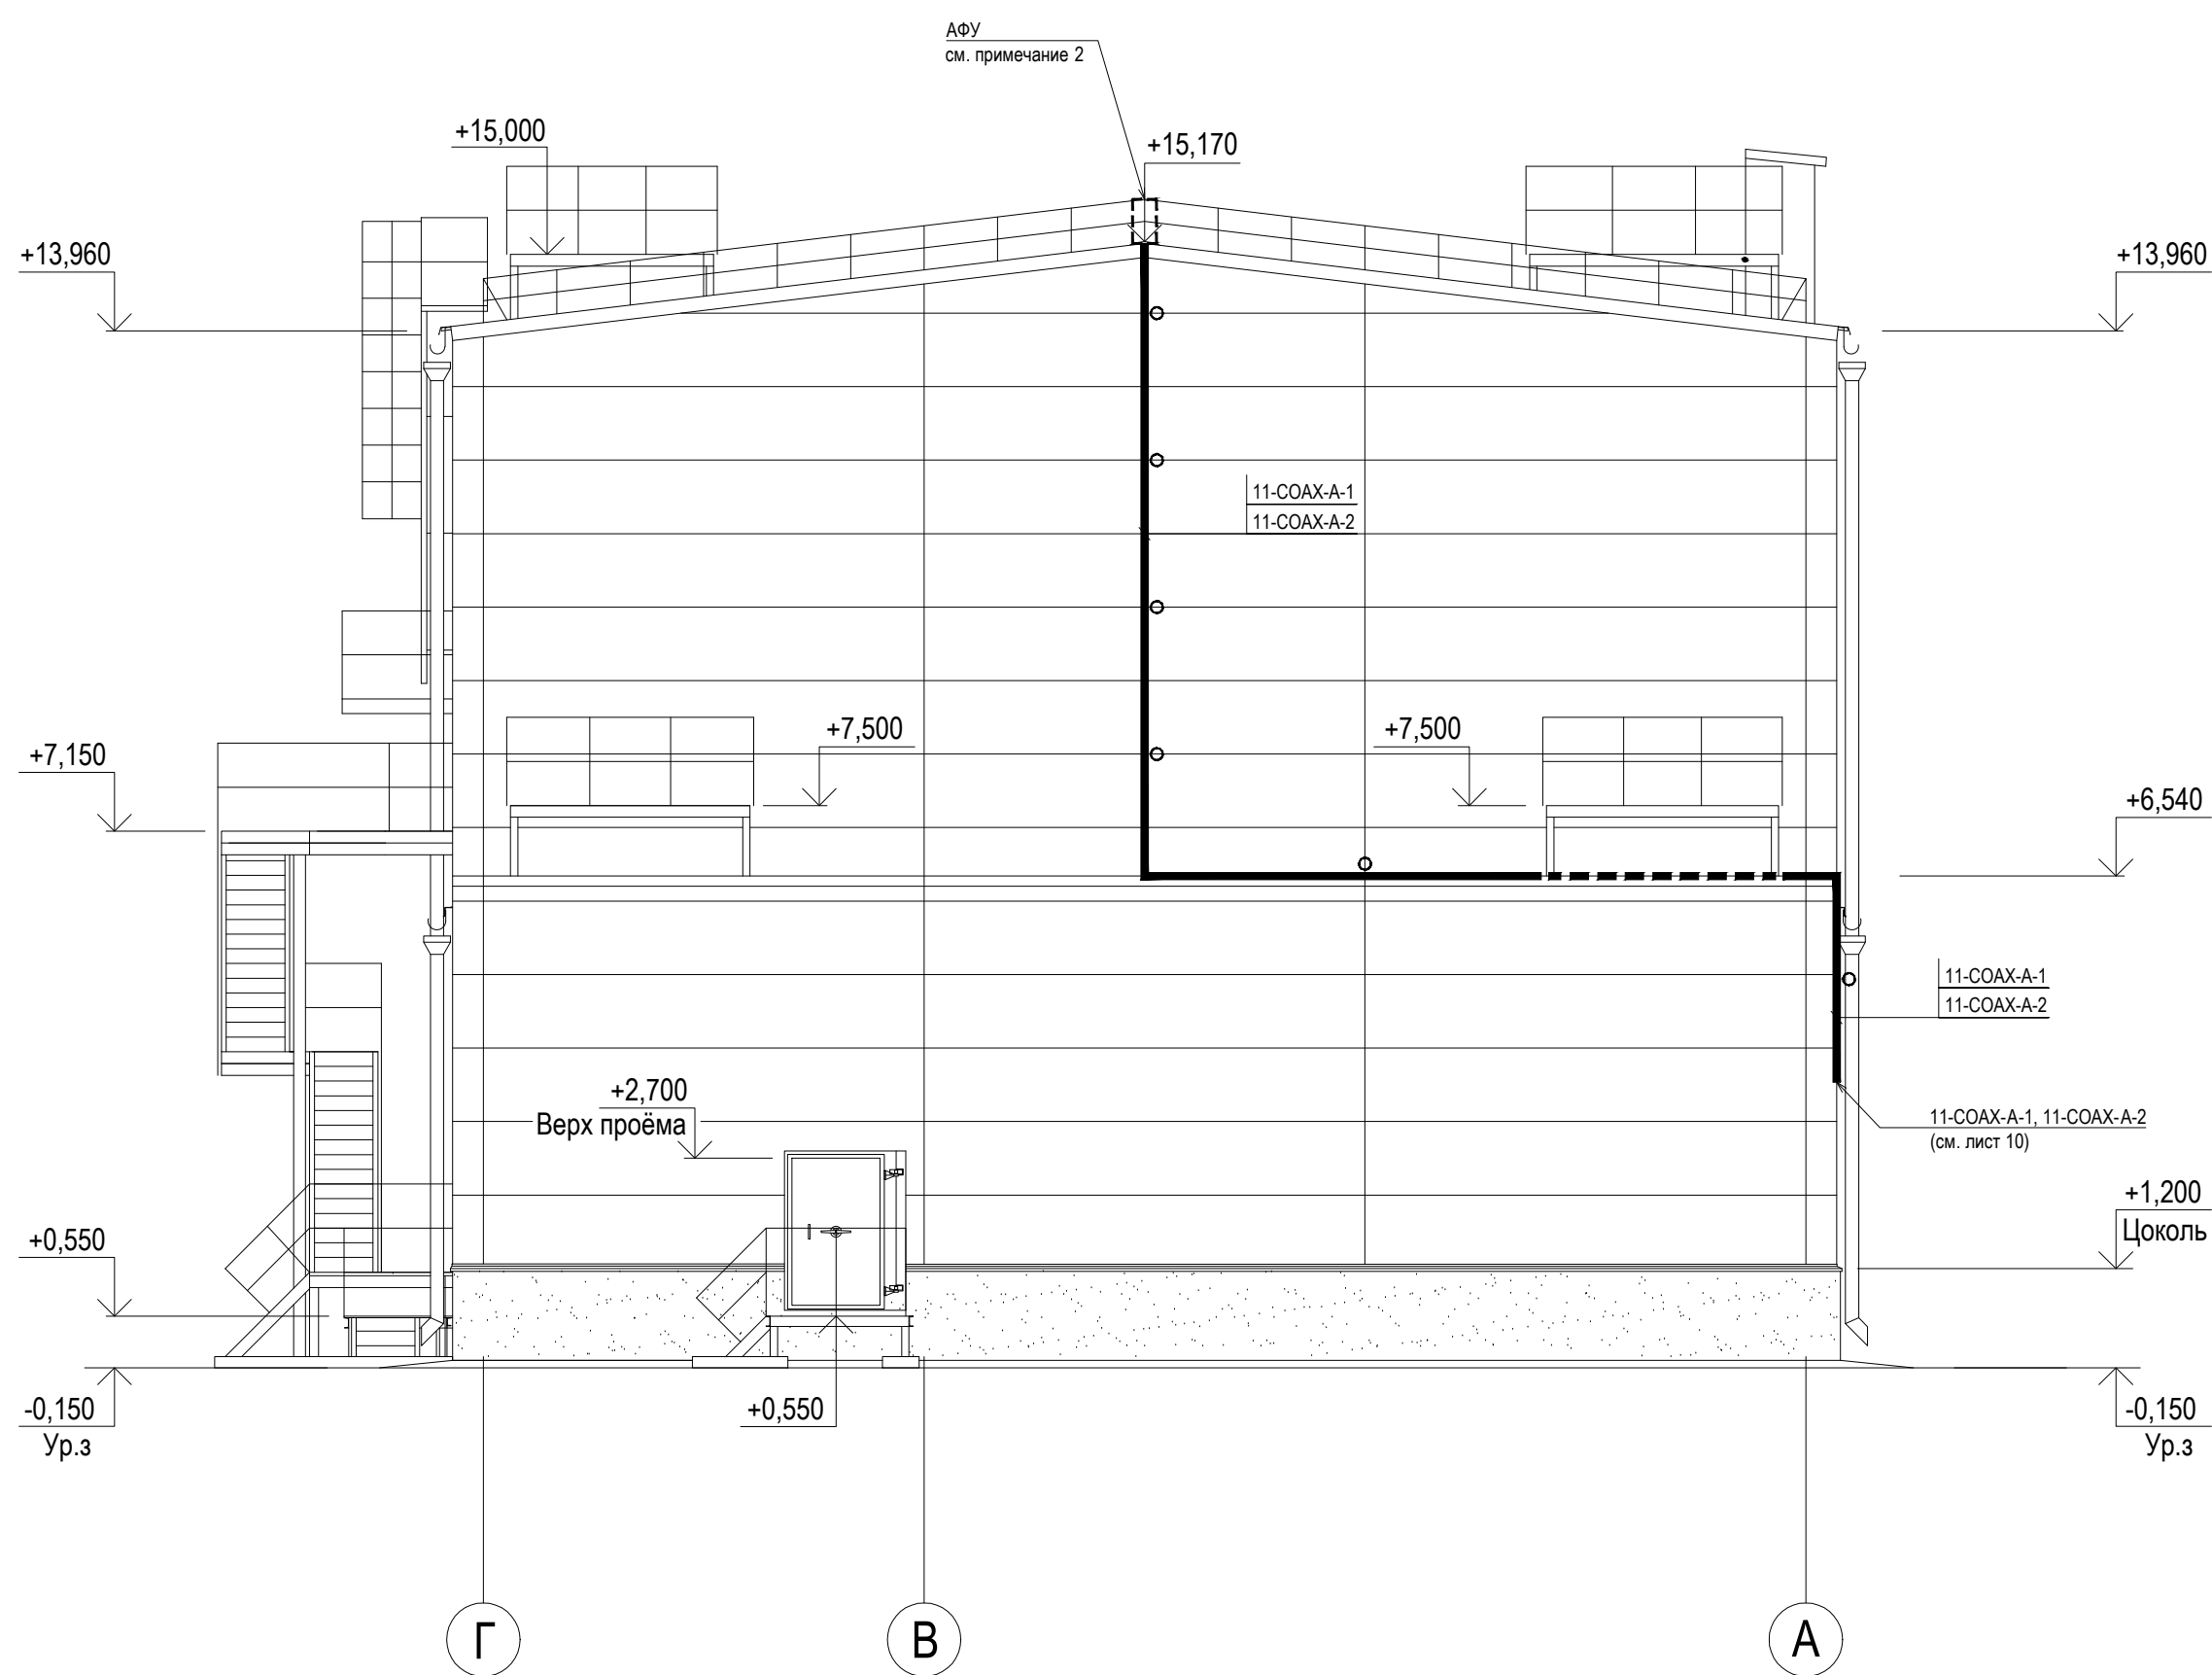 АФУ
см. примечание 2
+15,000
+15,170
+13,960
+13,960
11-COAX-A-1
11-COAX-A-2
+7,500
+7,500
+7,150
+6,540
11-COAX-A-1
11-COAX-A-2
+2,700
Верх проёма
11-COAX-A-1, 11-COAX-A-2
(см. лист 10)
+1,200
Цоколь
+0,550
-0,150
Ур.з
+0,550
-0,150
Ур.з
Г
В
А